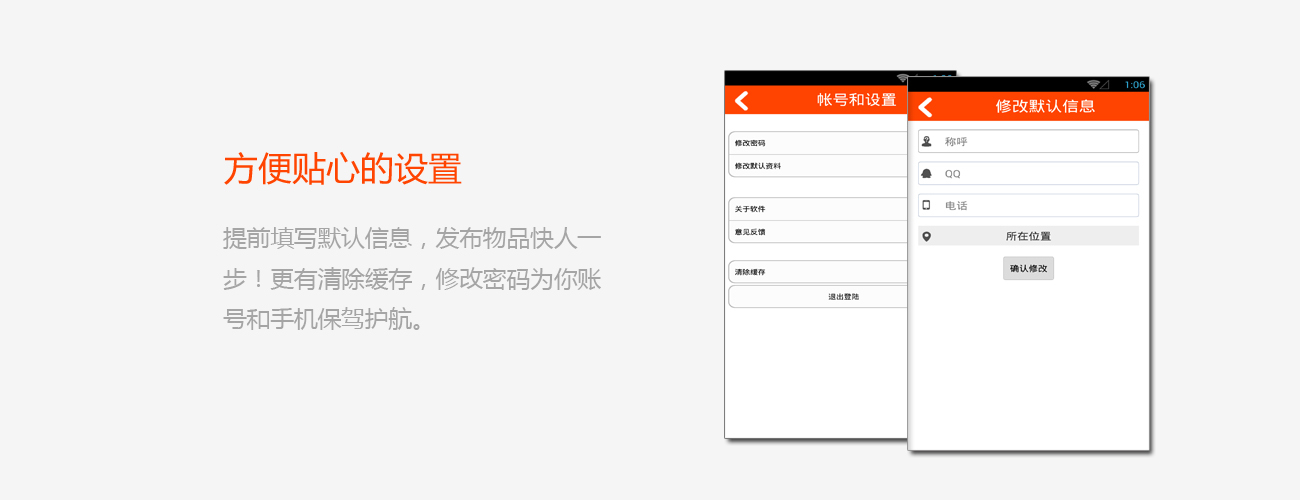 方便贴心的设置
提前填写默认信息，发布物品快人一
步！更有清除缓存，修改密码为你账
号和手机保驾护航。
帐号和设置
修改密码
修改默认资料
关于软件
意见反馈
清除缓存
退出登陆
1:06
修改默认信息
称呼
QQ
电话
所在位置
确认修改